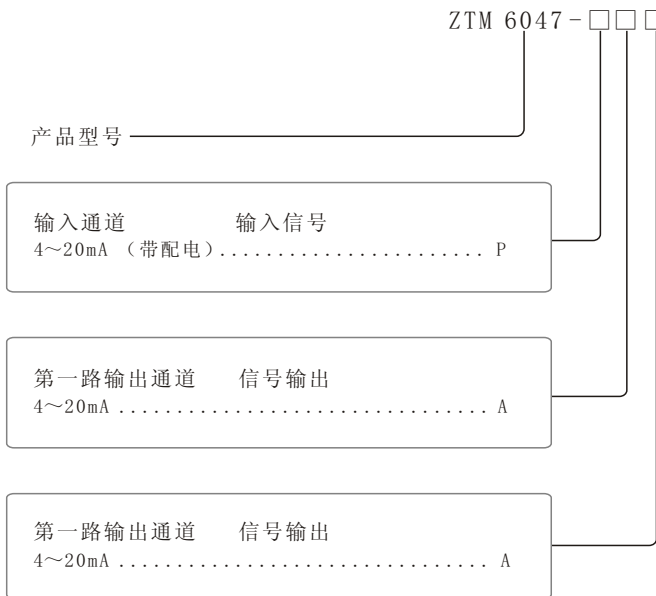 ZTM 6047-□□□
产品型号
输入通道 输入信号
4~20mA （带配电）....................... P
第一路输出通道 信号输出
4~20mA ................................ A
第一路输出通道 信号输出
4~20mA ................................ A